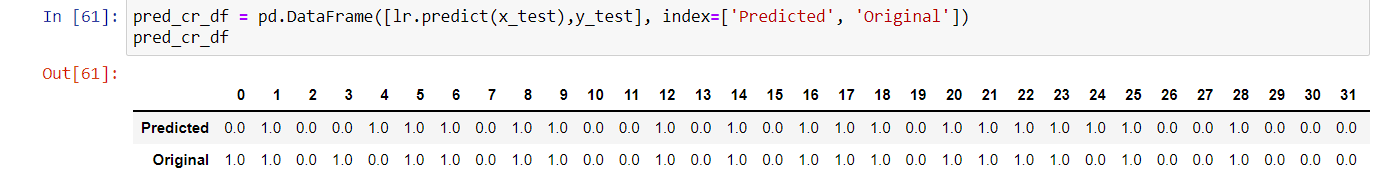 In [61]: pred_cr_df = pd.DataFrame([lr.predict(x_test),y_test], index=['Predicted', 'Original'])
pred_cr_df
Out[61]:
0 1 2 3 4 5 6 7 8 9 10 11 12 13 14 15 16 17 18 19 20 21 22 23 24 25 26 27 28 29 30 31
Predicted 0.0 1.0 0.0 0.0 1.0 1.0 1.0 0.0 1.0 1.0 0.0 0.0 1.0 0.0 1.0 0.0 1.0 1.0 1.0 0.0 1.0 1.0 1.0 1.0 1.0 1.0 0.0 0.0 1.0 0.0 0.0 0.0
Original 1.0 1.0 0.0 1.0 0.0 1.0 1.0 0.0 1.0 1.0 0.0 0.0 1.0 0.0 1.0 0.0 1.0 1.0 1.0 0.0 1.0 1.0 1.0 1.0 0.0 1.0 0.0 0.0 1.0 0.0 0.0 0.0